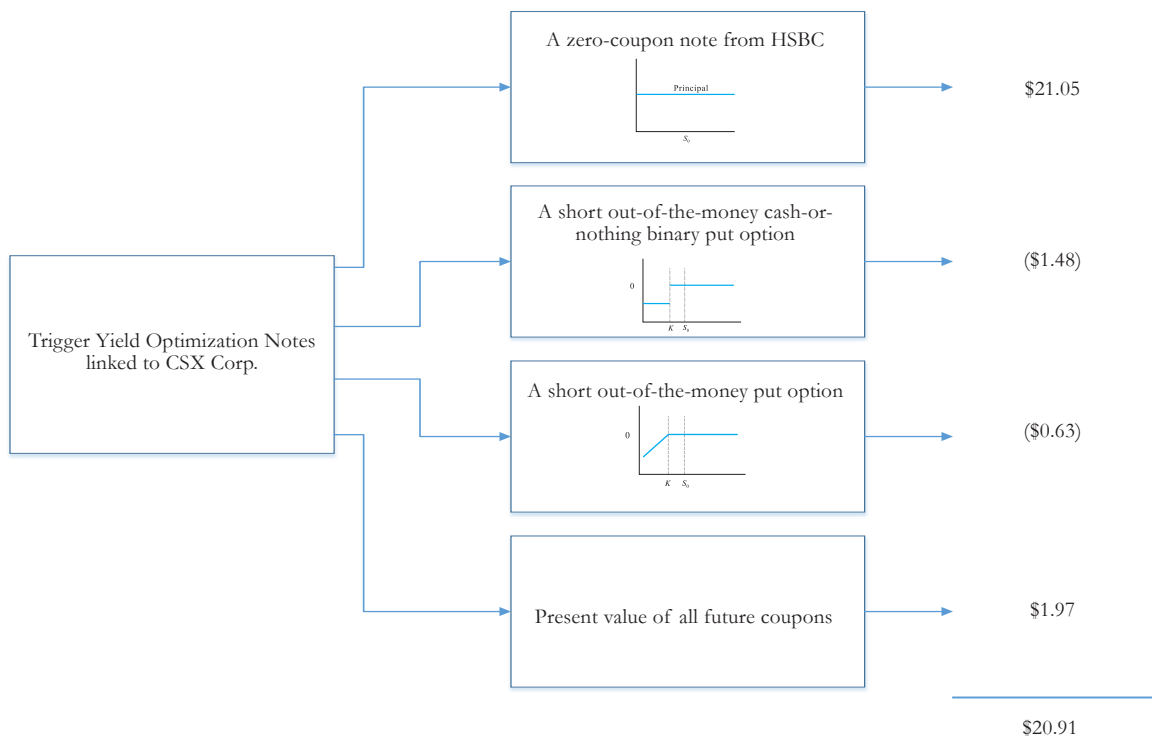 A zero-coupon note from HSBC
Principal
S₀
$21.05
A short out-of-the-money cash-or-
nothing binary put option
0
K
S₀
($1.48)
Trigger Yield Optimization Notes
linked to CSX Corp.
A short out-of-the-money put option
0
K
S₀
($0.63)
Present value of all future coupons
$1.97
$20.91